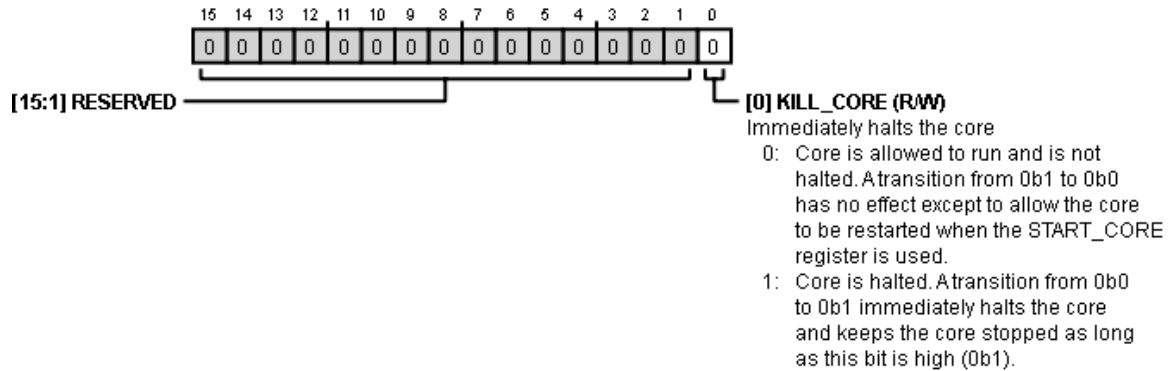 15 14 13 12 11 10 9 8 7 6 5 4 3 2 1 0
0 0 0 0 0 0 0 0 0 0 0 0 0 0 0 0
[15:1] RESERVED
[0] KILL_CORE (R/W)
Immediately halts the core
0: Core is allowed to run and is not
halted. A transition from 0b1 to 0b0
has no effect except to allow the core
to be restarted when the START_CORE
register is used.
1: Core is halted. A transition from 0b0
to 0b1 immediately halts the core
and keeps the core stopped as long
as this bit is high (0b1).